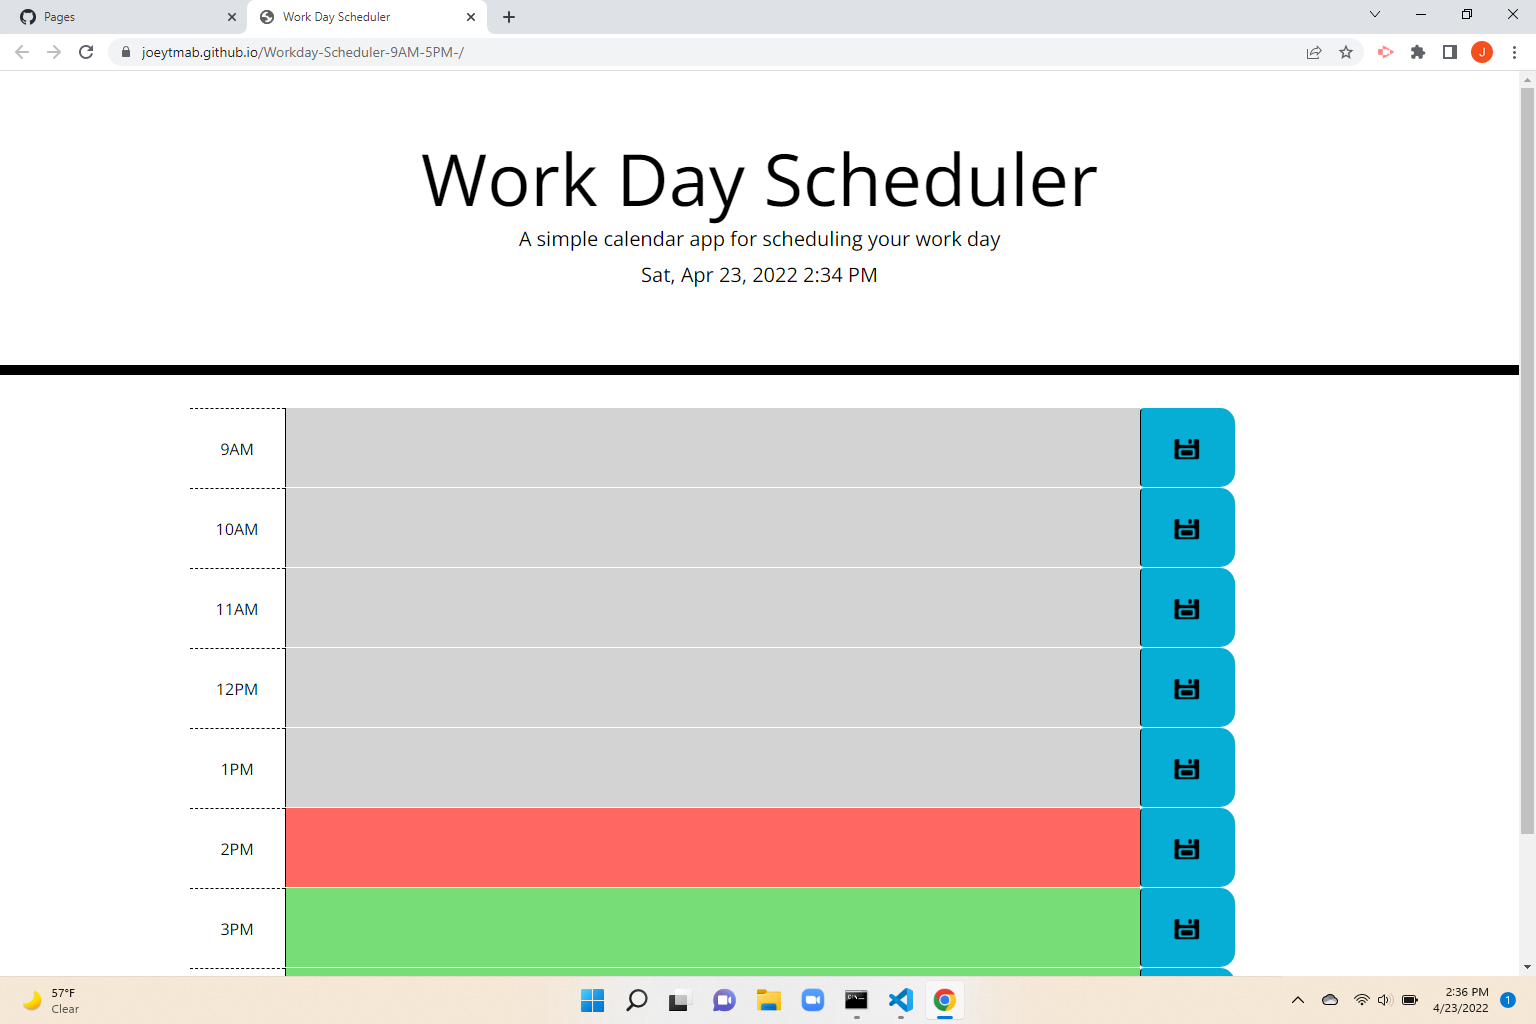 Pages
Work Day Scheduler
joeytmab.github.io/Workday-Scheduler-9AM-5PM-/
J
Work Day Scheduler
A simple calendar app for scheduling your work day
Sat, Apr 23, 2022 2:34 PM
9AM
10AM
11AM
12PM
1PM
2PM
3PM
57°F
Clear
2:36 PM
4/23/2022
1